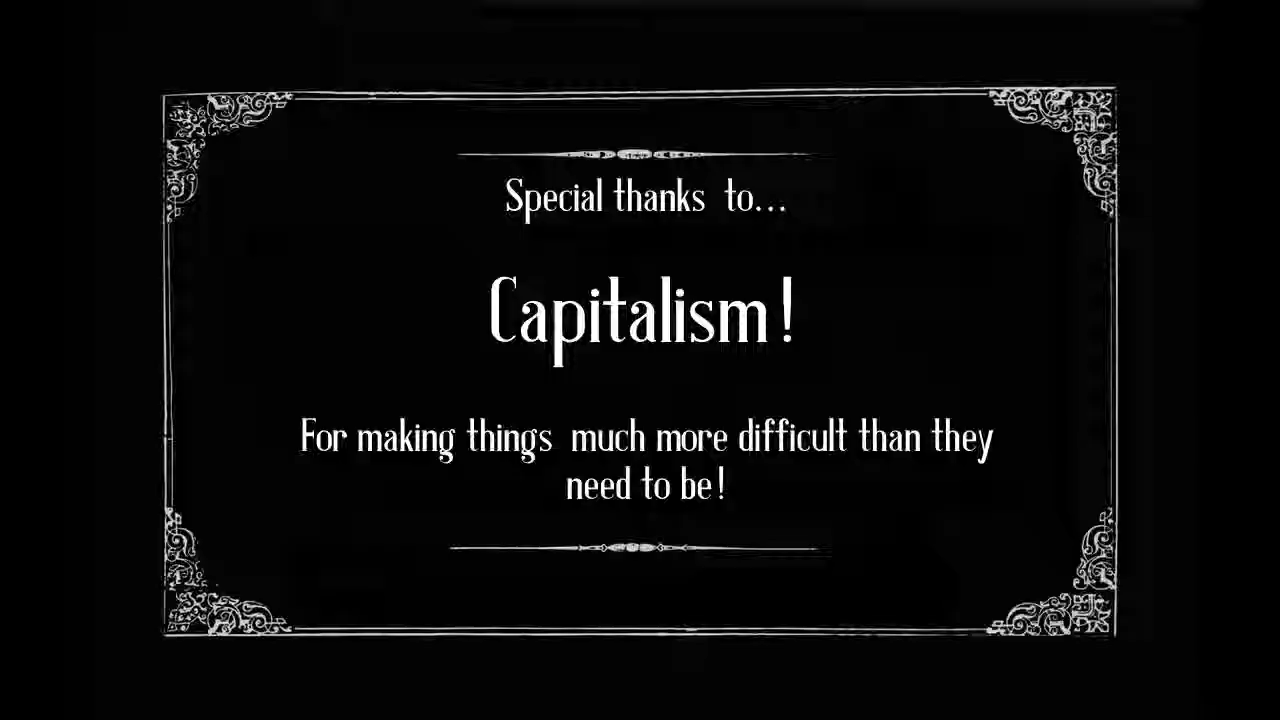 Special thanks to...
Capitalism!
For making things much more difficult than they
need to be!